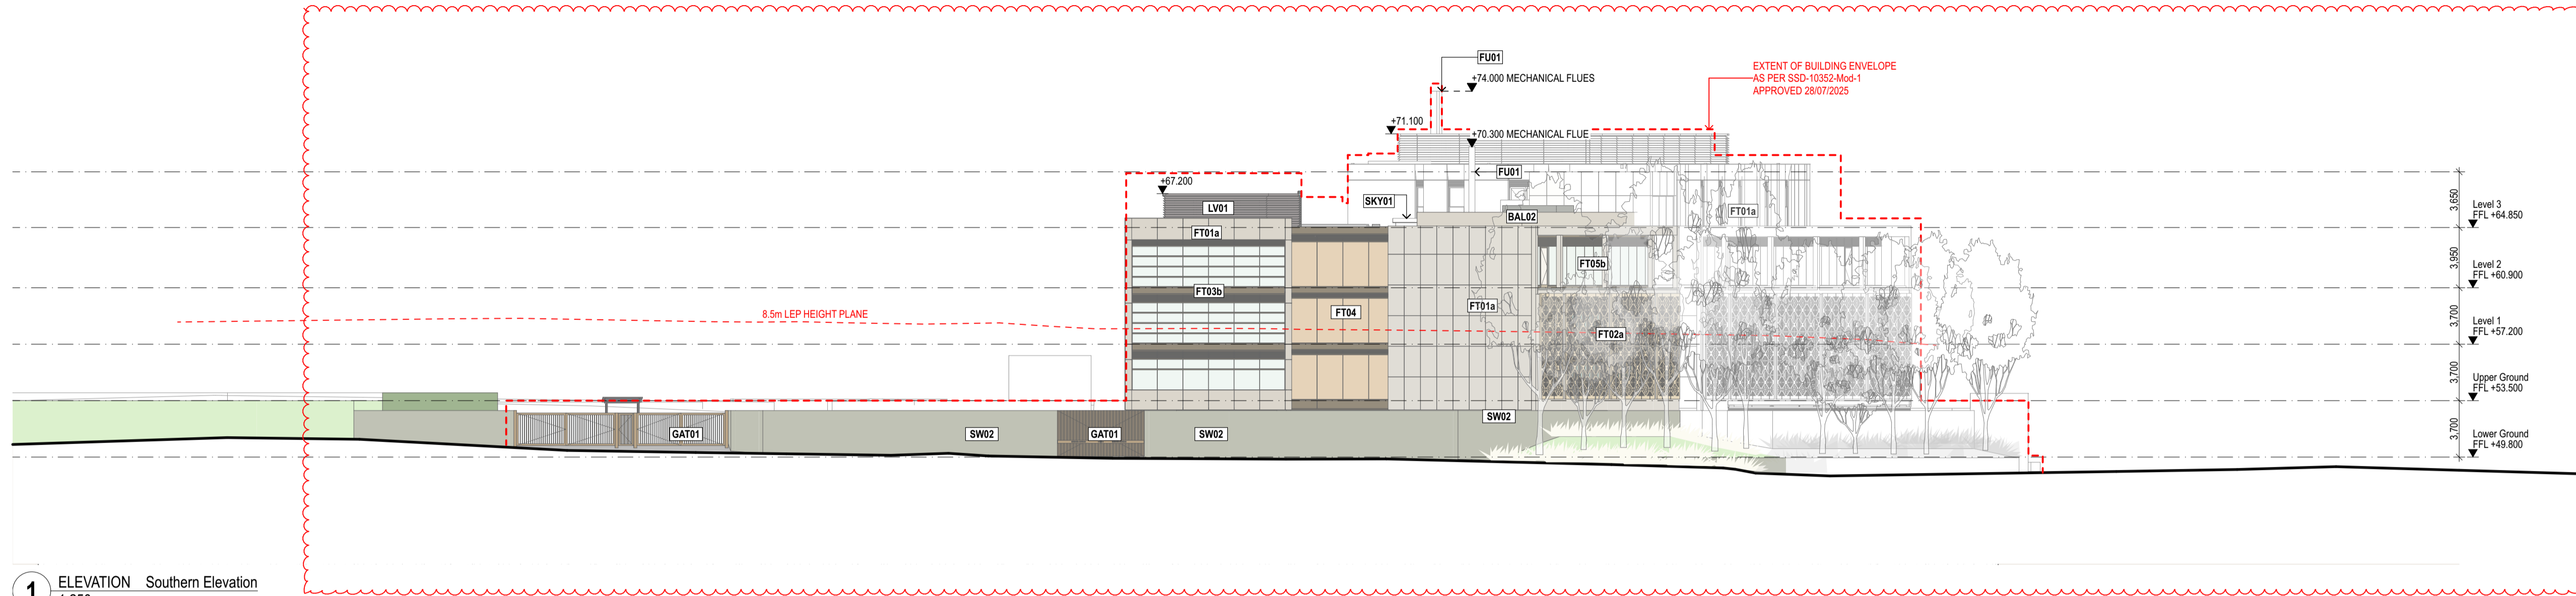 FU01
+74.000 MECHANICAL FLUES
EXTENT OF BUILDING ENVELOPE
AS PER SSD-10352-Mod-1
APPROVED 28/07/2025
+71.100
+70.300 MECHANICAL FLUE
FU01
+67.200
SKY01
LV01
BAL02
FT01a
3,650
Level 3
FFL +64.850
FT01a
FT05b
3,950
Level 2
FFL +60.900
FT03b
FT04
FT01a
8.5m LEP HEIGHT PLANE
FT02a
3,700
Level 1
FFL +57.200
3,700
Upper Ground
FFL +53.500
SW02
GAT01
SW02
GAT01
SW02
3,700
Lower Ground
FFL +49.800
1
ELEVATION Southern Elevation